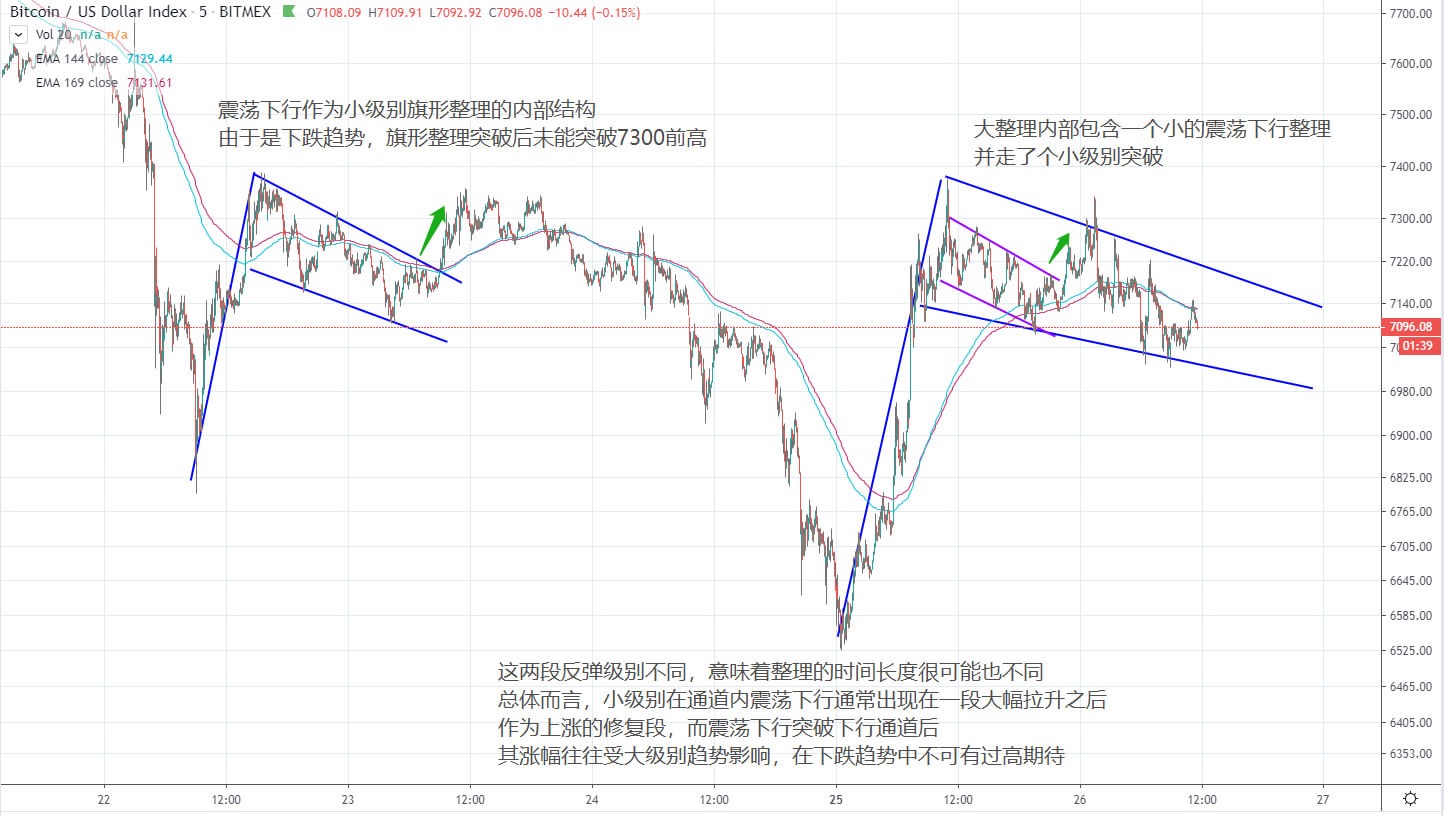 Bitcoin / US Dollar Index · 5 · BITMEX O7108.09 H7109.91 L7092.92 C7096.08 −10.44 (−0.15%)
Vol 20 n/a n/a
EMA 144 close 7129.44
EMA 169 close 7131.61
震荡下行作为小级别旗形整理的内部结构
由于是下跌趋势，旗形整理突破后未能突破7300前高
大整理内部包含一个小的震荡下行整理
并走了个小级别突破
这两段反弹级别不同，意味着整理的时间长度很可能也不同
总体而言，小级别在通道内震荡下行通常出现在一段大幅拉升之后
作为上涨的修复段，而震荡下行突破下行通道后
其涨幅往往受大级别趋势影响，在下跌趋势中不可有过高期待
7700.00
7600.00
7500.00
7400.00
7300.00
7220.00
7140.00
7096.08
01:39
6980.00
6900.00
6825.00
6765.00
6705.00
6645.00
6585.00
6525.00
6465.00
6405.00
6353.00
22 12:00 23 12:00 24 12:00 25 12:00 26 12:00 27